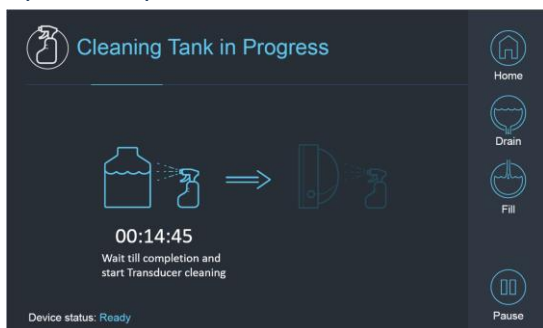 Cleaning Tank in Progress
Home
Drain
Fill
00:14:45
Wait till completion and
start Transducer cleaning
Device status: Ready
Pause